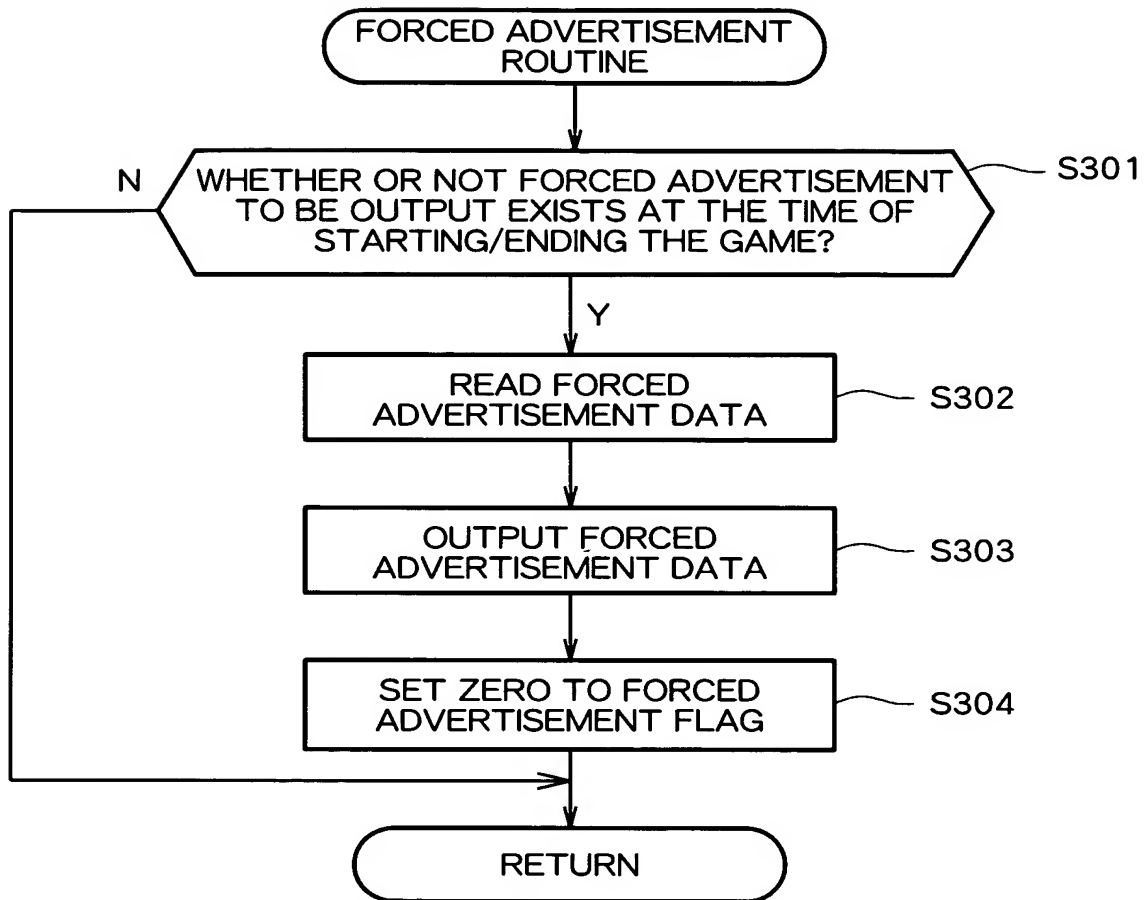 FORCED ADVERTISEMENT
ROUTINE
N
WHETHER OR NOT FORCED ADVERTISEMENT
TO BE OUTPUT EXISTS AT THE TIME OF
STARTING/ENDING THE GAME?
S301
Y
READ FORCED
ADVERTISEMENT DATA
S302
OUTPUT FORCED
ADVERTISEMENT DATA
S303
SET ZERO TO FORCED
ADVERTISEMENT FLAG
S304
RETURN